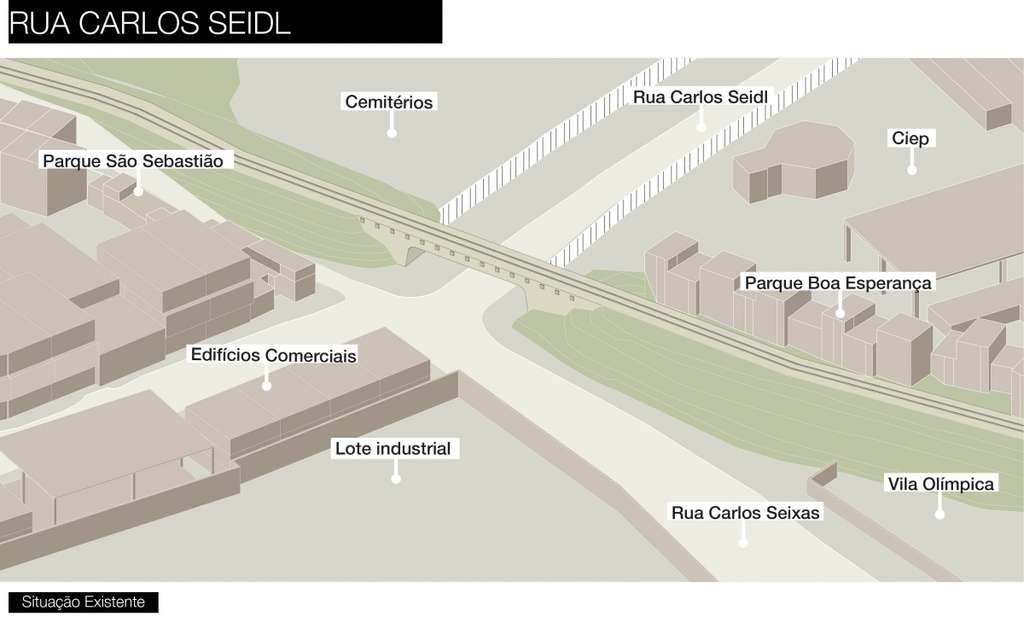 RUA CARLOS SEIDL
Cemitérios
Rua Carlos Seidl
Ciep
Parque São Sebastião
Parque Boa Esperança
Edifícios Comerciais
Lote industrial
Vila Olímpica
Rua Carlos Seixas
Situação Existente